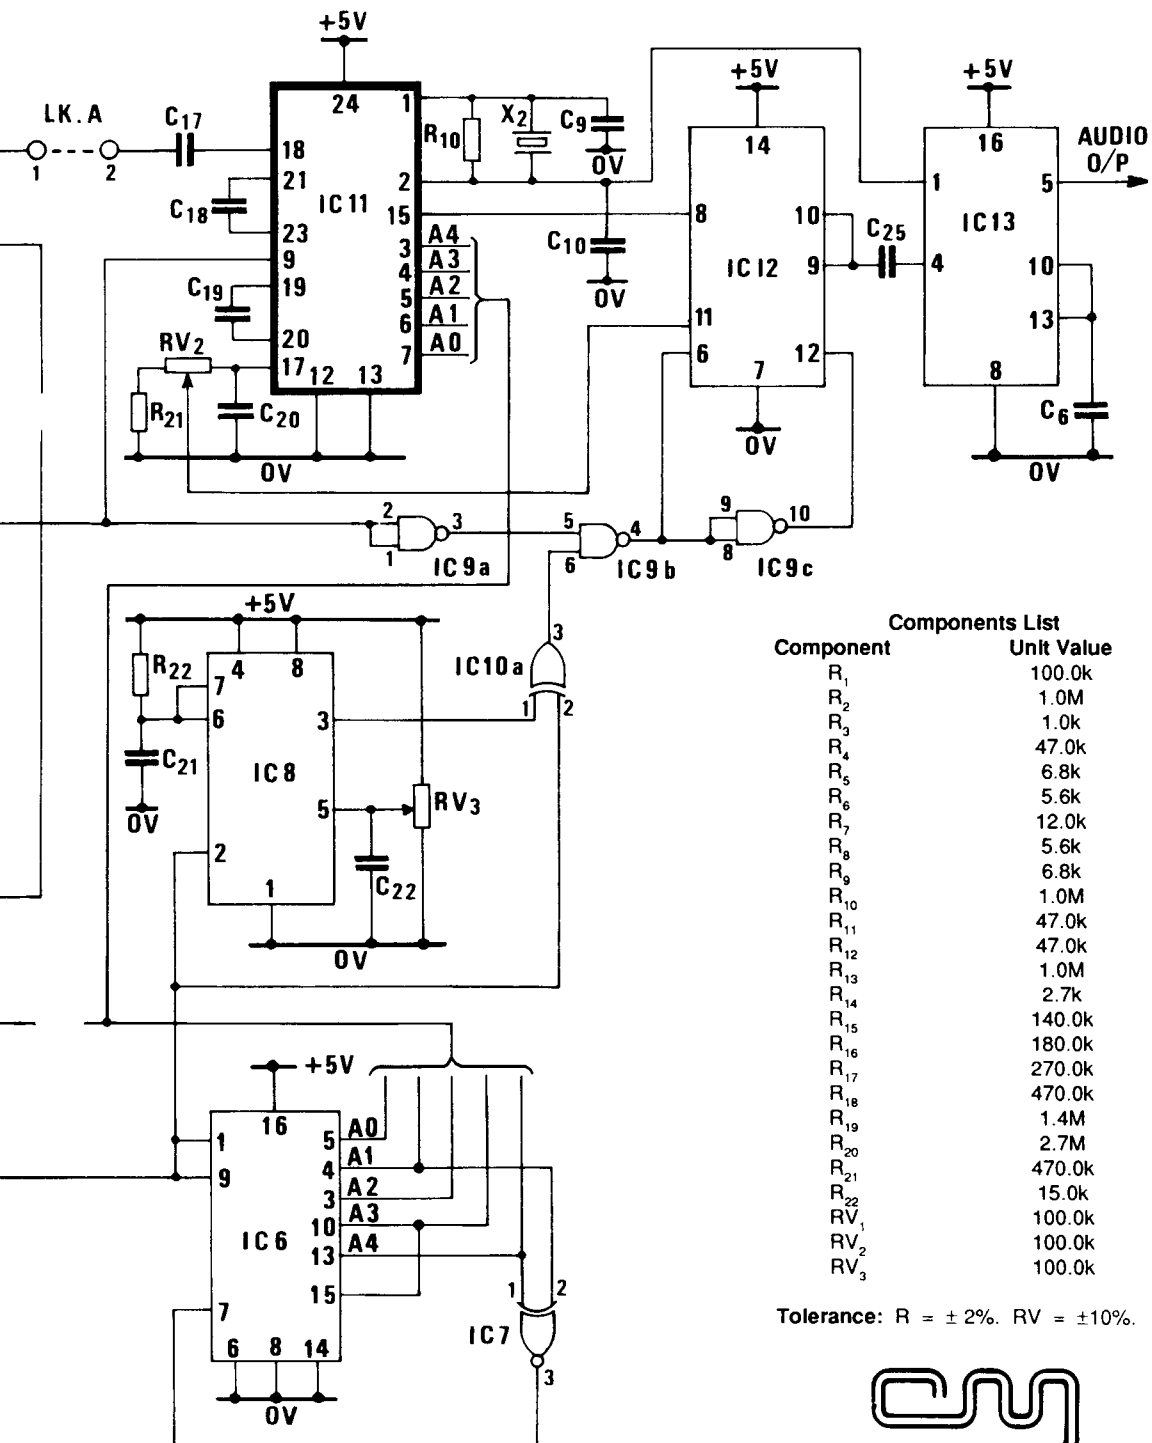 +5V
LK.A
1
2
C17
24
18
21
23
9
19
20
17
12
13
1
2
15
3
4
5
6
7
IC11
A4
A3
A2
A1
A0
C18
C19
RV2
R21
C20
0V
R10
X2
C9
0V
C10
0V
+5V
14
8
11
6
7
10
9
12
IC12
0V
C25
+5V
16
1
4
5
10
13
8
IC13
AUDIO
O/P
C6
0V
2
1
3
IC9a
5
6
4
IC9b
9
8
10
IC9c
+5V
R22
C21
0V
4
8
7
6
2
3
5
1
IC8
RV3
C22
0V
IC10a
3
1
2
+5V
16
1
9
7
6
8
14
5
4
3
10
13
15
IC6
A0
A1
A2
A3
A4
0V
1
2
IC7
3
Components List
Component Unit Value
R1 100.0k
R2 1.0M
R3 1.0k
R4 47.0k
R5 6.8k
R6 5.6k
R7 12.0k
R8 5.6k
R9 6.8k
R10 1.0M
R11 47.0k
R12 47.0k
R13 1.0M
R14 2.7k
R15 140.0k
R16 180.0k
R17 270.0k
R18 470.0k
R19 1.4M
R20 2.7M
R21 470.0k
R22 15.0k
RV1 100.0k
RV2 100.0k
RV3 100.0k
Tolerance: R = ± 2%. RV = ±10%.